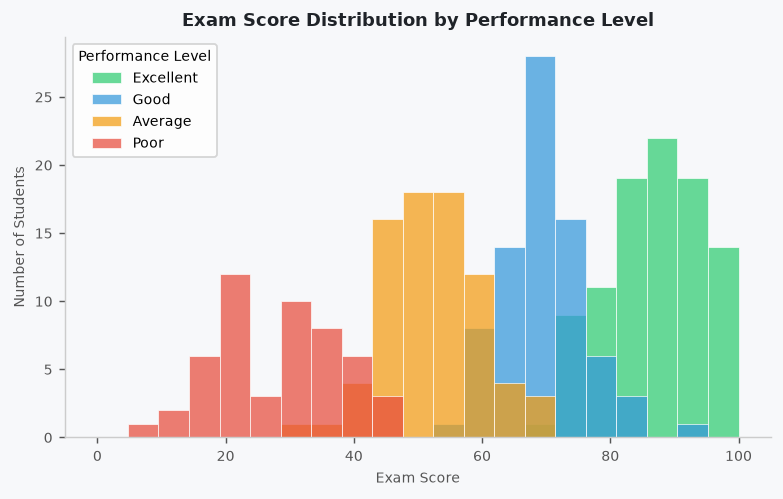 Exam Score Distribution by Performance Level
Performance Level
Excellent
Good
Average
Poor
Number of Students
25
20
15
10
5
0
0 20 40 60 80 100
Exam Score